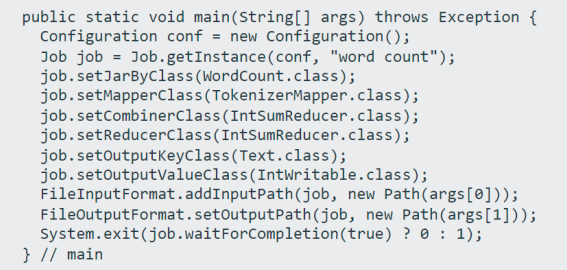 public static void main(String[] args) throws Exception {
  Configuration conf = new Configuration();
  Job job = Job.getInstance(conf, "word count");
  job.setJarByClass(WordCount.class);
  job.setMapperClass(TokenizerMapper.class);
  job.setCombinerClass(IntSumReducer.class);
  job.setReducerClass(IntSumReducer.class);
  job.setOutputKeyClass(Text.class);
  job.setOutputValueClass(IntWritable.class);
  FileInputFormat.addInputPath(job, new Path(args[0]));
  FileOutputFormat.setOutputPath(job, new Path(args[1]));
  System.exit(job.waitForCompletion(true) ? 0 : 1);
} // main